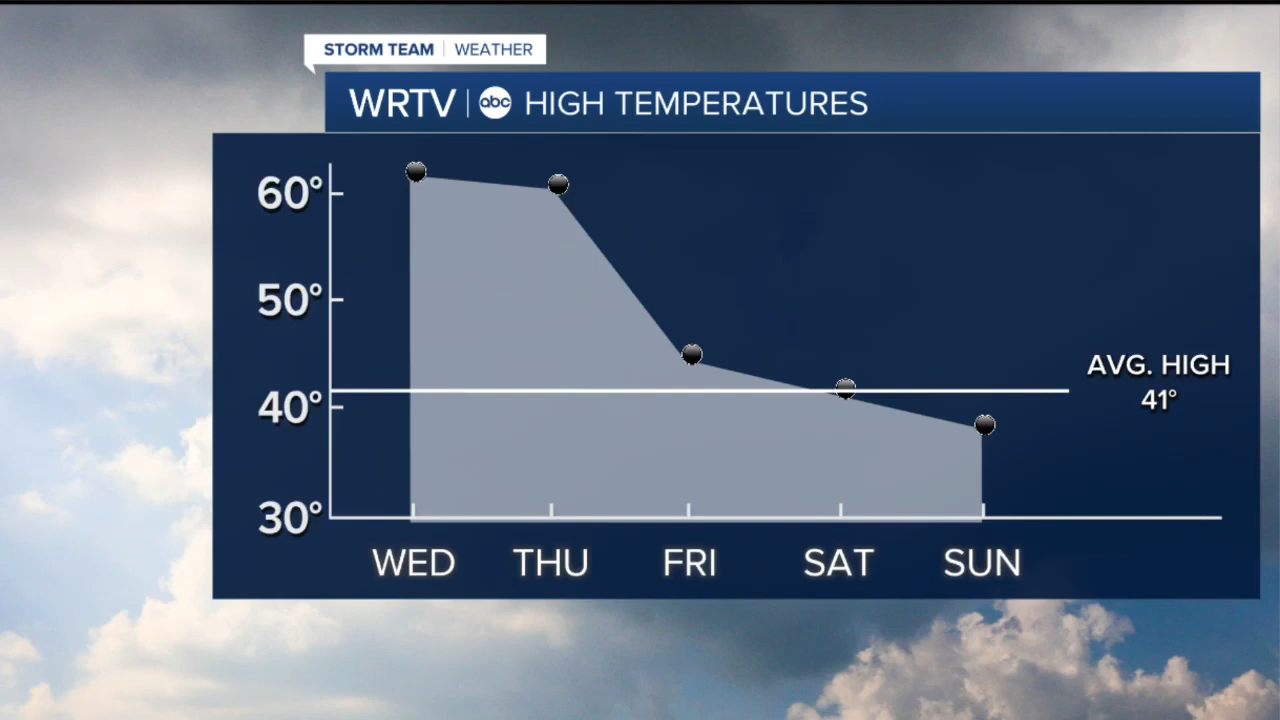 STORM TEAM | WEATHER
WRTV | abc HIGH TEMPERATURES
60°
50°
40°
30°
AVG. HIGH
41°
WED THU FRI SAT SUN